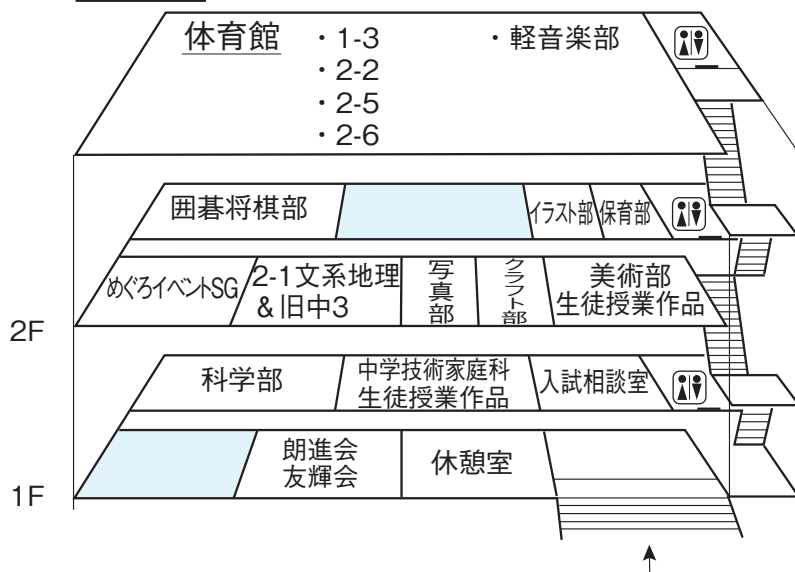 体育館 ・1-3 ・軽音楽部
・2-2
・2-5
・2-6
囲碁将棋部 イラスト部 保育部
めぐろイベントSG 2-1文系地理&旧中3 写真部 クラフト部 美術部
生徒授業作品
2F
科学部 中学技術家庭科
生徒授業作品 入試相談室
朗進会
友輝会 休憩室
1F